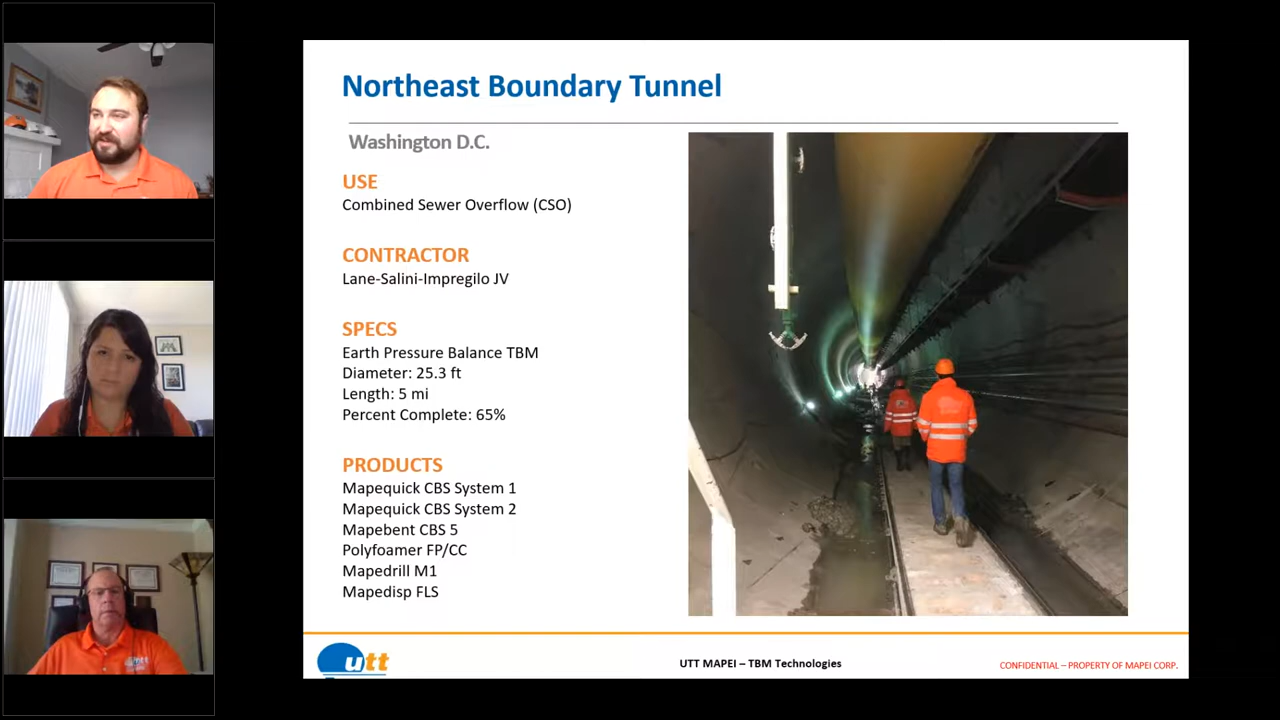 Northeast Boundary Tunnel
Washington D.C.
USE
Combined Sewer Overflow (CSO)
CONTRACTOR
Lane-Salini-Impregilo JV
SPECS
Earth Pressure Balance TBM
Diameter: 25.3 ft
Length: 5 mi
Percent Complete: 65%
PRODUCTS
Mapequick CBS System 1
Mapequick CBS System 2
Mapebent CBS 5
Polyfoamer FP/CC
Mapedrill M1
Mapedisp FLS
utt
UTT MAPEI – TBM Technologies
CONFIDENTIAL – PROPERTY OF MAPEI CORP.